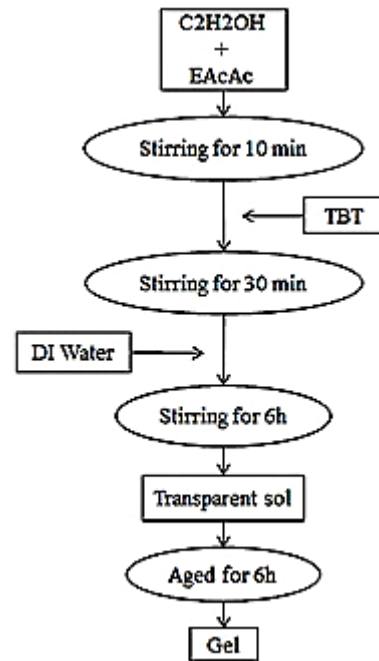 C2H2OH
+
EAcAc
Stirring for 10 min
TBT
Stirring for 30 min
DI Water
Stirring for 6h
Transparent sol
Aged for 6h
Gel